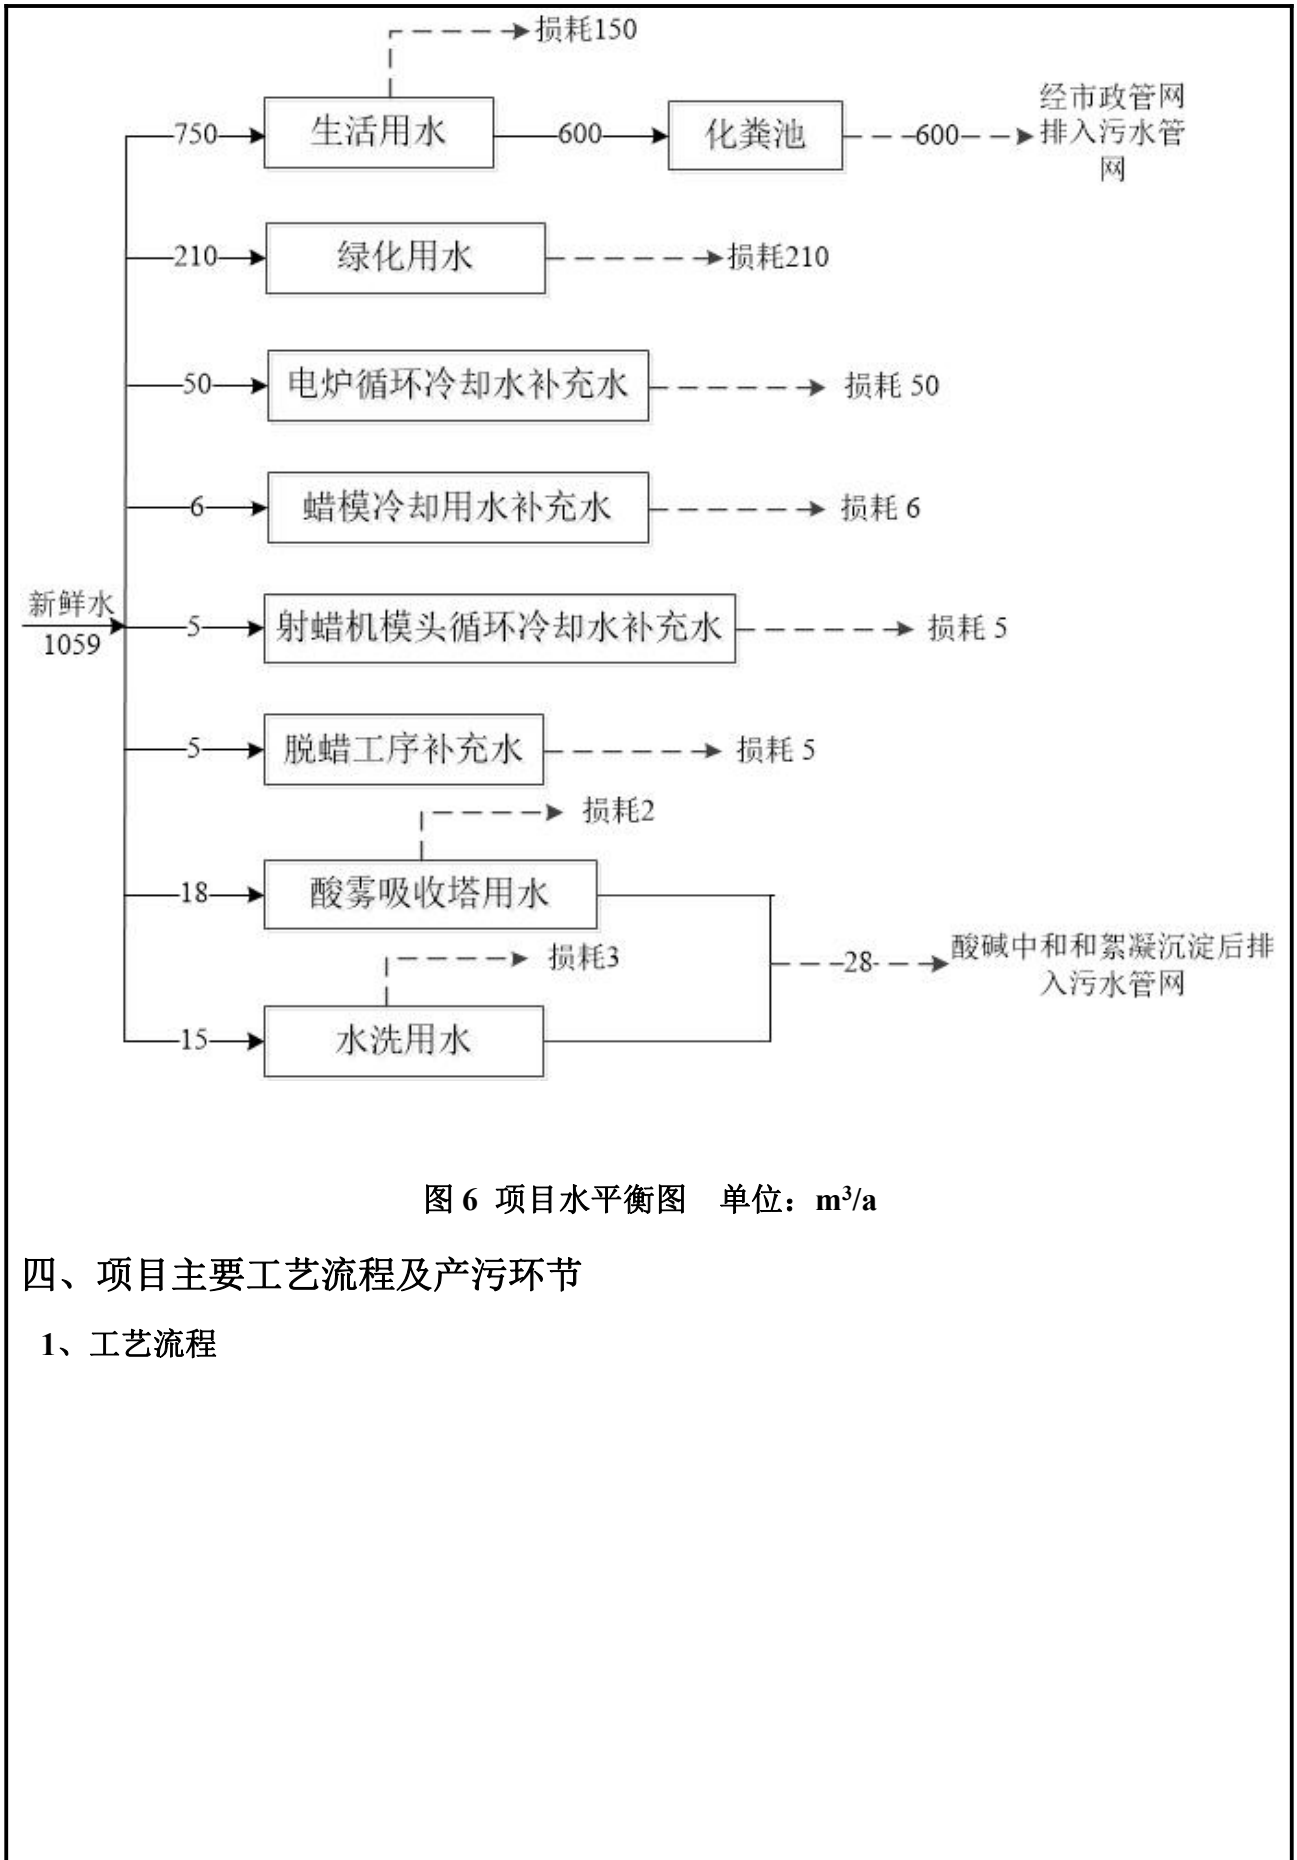 损耗150
750
生活用水
600
化粪池
600
经市政管网
排入污水管
网
210
绿化用水
损耗210
50
电炉循环冷却水补充水
损耗 50
6
蜡模冷却用水补充水
损耗 6
新鲜水
1059
5
射蜡机模头循环冷却水补充水
损耗 5
5
脱蜡工序补充水
损耗 5
损耗2
18
酸雾吸收塔用水
损耗3
28
酸碱中和和絮凝沉淀后排
入污水管网
15
水洗用水
图 6 项目水平衡图 单位：m³/a
四、项目主要工艺流程及产污环节
1、工艺流程